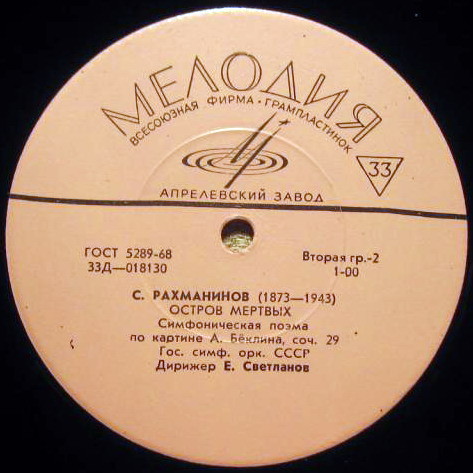 МЕЛОДИЯ
ВСЕСОЮЗНАЯ ФИРМА · ГРАМПЛАСТИНОК
33
АПРЕЛЕВСКИЙ ЗАВОД
ГОСТ 5289-68
33Д—018130
Вторая гр.-2
1-00
С. РАХМАНИНОВ (1873—1943)
ОСТРОВ МЕРТВЫХ
Симфоническая поэма
по картине А. Бёклина, соч. 29
Гос. симф. орк. СССР
Дирижер Е. Светланов